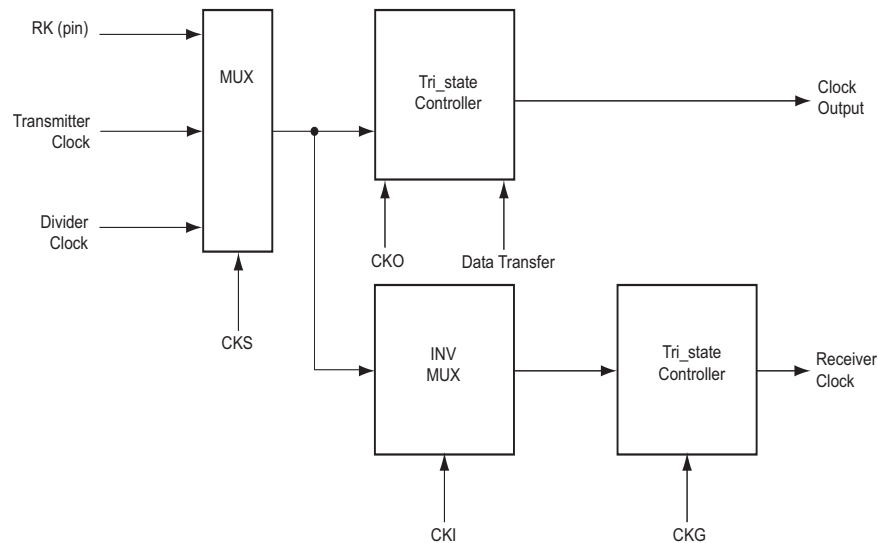 RK (pin)
MUX
Tri_state
Controller
Clock
Output
Transmitter
Clock
Divider
Clock
CKO
Data Transfer
CKS
INV
MUX
Tri_state
Controller
Receiver
Clock
CKI
CKG